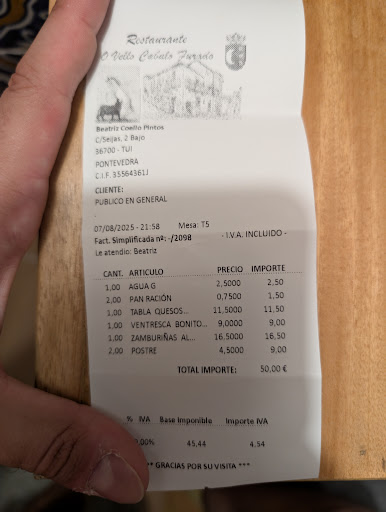 Restaurante
O Vello Cabalo Furado
Beatriz Coello Pintos
C/Seijas, 2 Bajo
36700 - TUI
PONTEVEDRA
C.I.F. 35564361J
CLIENTE:
PUBLICO EN GENERAL
.
07/08/2025 - 21:58 Mesa: T5
Fact. Simplificada nº: -/2098 - I.V.A. INCLUIDO -
Le atendio: Beatriz
CANT. ARTICULO PRECIO IMPORTE
1,00 AGUA G 2,5000 2,50
2,00 PAN RACIÓN 0,7500 1,50
1,00 TABLA QUESOS... 11,5000 11,50
1,00 VENTRESCA BONITO... 9,0000 9,00
1,00 ZAMBURIÑAS AL... 16,5000 16,50
2,00 POSTRE 4,5000 9,00
TOTAL IMPORTE: 50,00 €
% IVA Base Imponible Importe IVA
0,00% 45,44 4,54
** GRACIAS POR SU VISITA ***